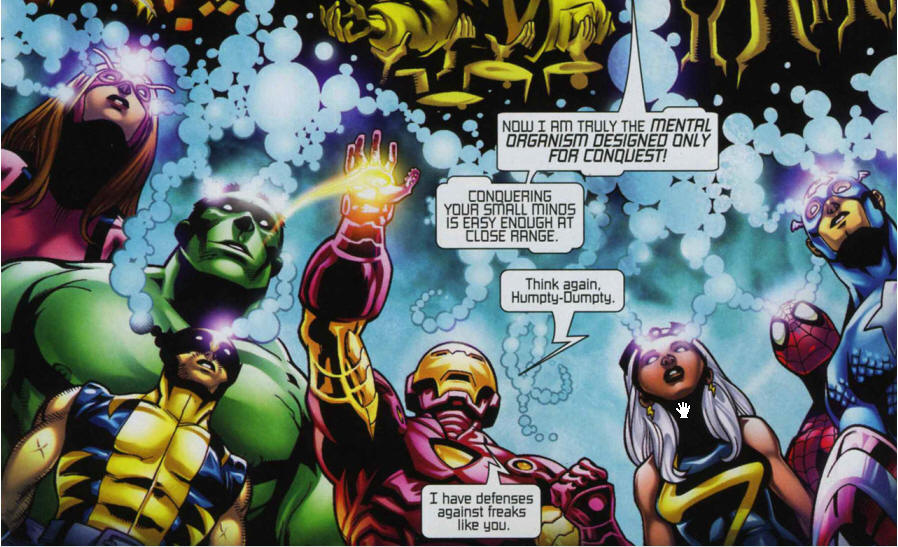 NOW I AM TRULY THE MENTAL
ORGANISM DESIGNED ONLY
FOR CONQUEST!
CONQUERING
YOUR SMALL MINDS
IS EASY ENOUGH AT
CLOSE RANGE.
Think again,
Humpty-Dumpty.
I have defenses
against freaks
like you.